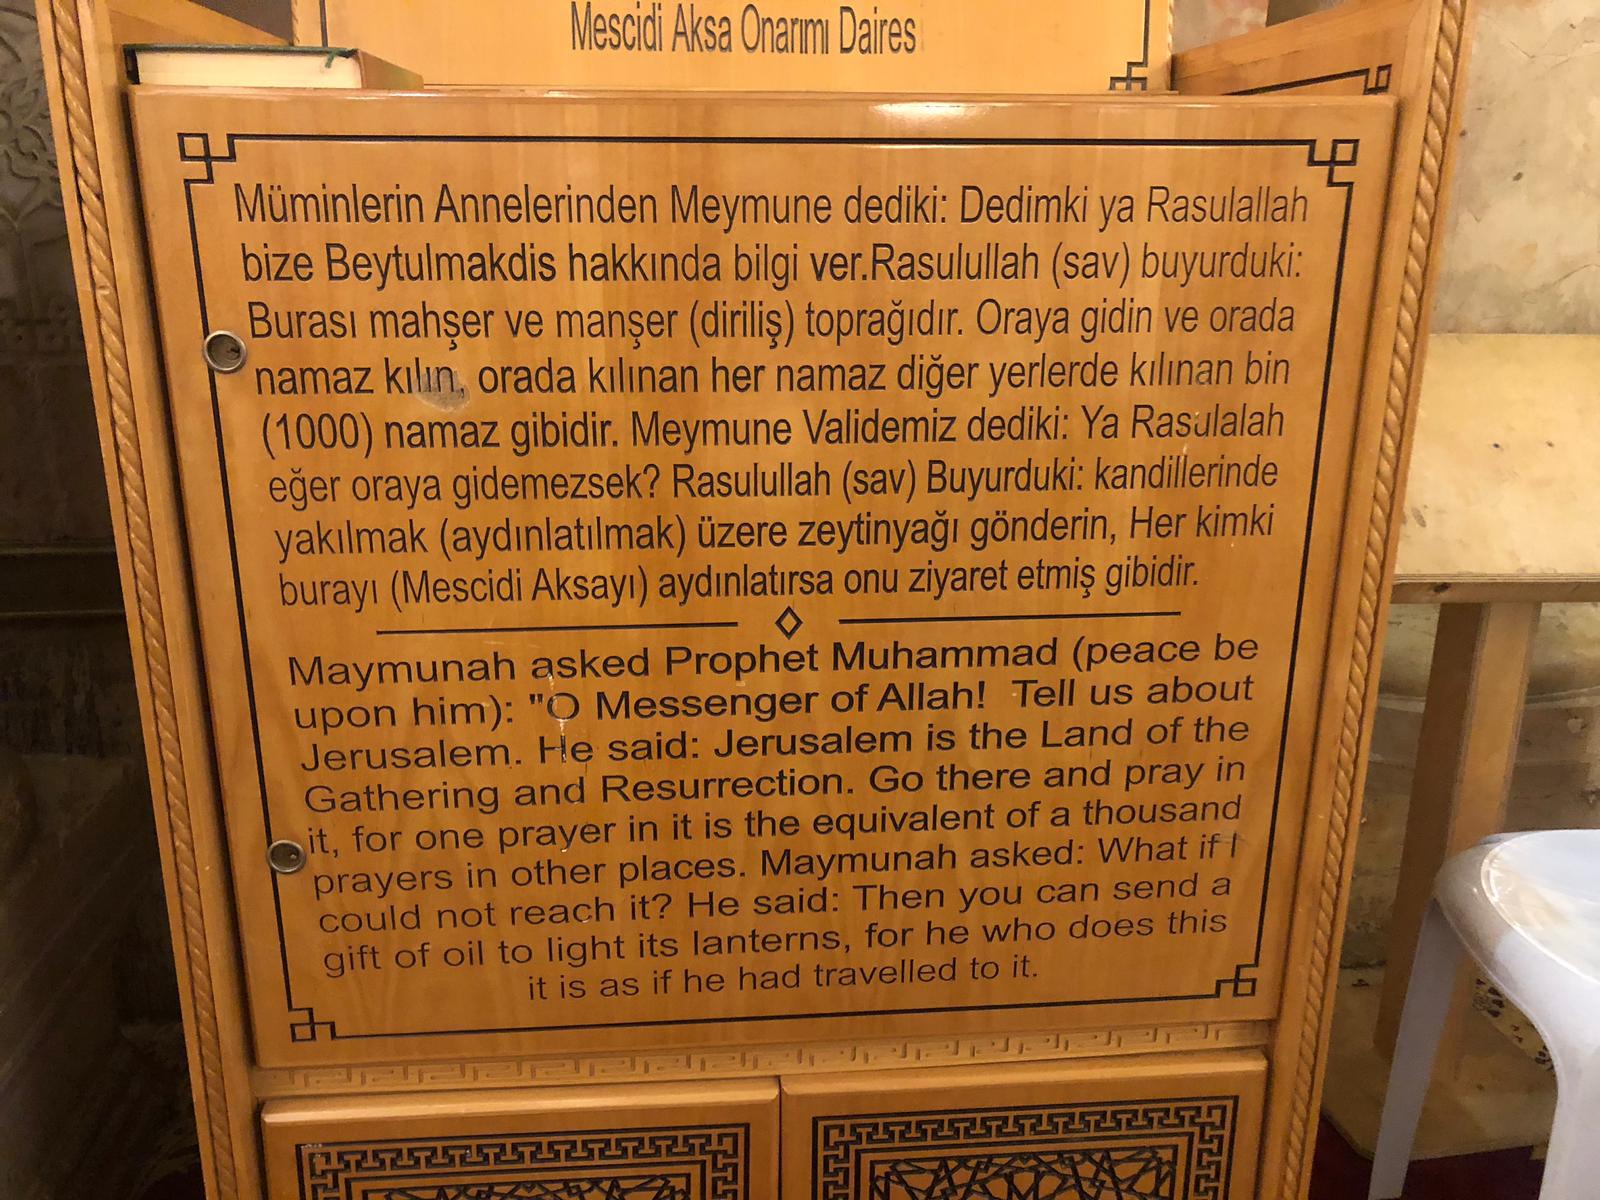 Mescidi Aksa Onarımı Daires
Müminlerin Annelerinden Meymune dediki: Dedimki ya Rasulallah
bize Beytulmakdis hakkında bilgi ver.Rasulullah (sav) buyurduki:
Burası mahşer ve manşer (diriliş) toprağıdır. Oraya gidin ve orada
namaz kılın, orada kılınan her namaz diğer yerlerde kılınan bin
(1000) namaz gibidir. Meymune Validemiz dediki: Ya Rasulalah
eğer oraya gidemezsek? Rasulullah (sav) Buyurduki: kandillerinde
yakılmak (aydınlatılmak) üzere zeytinyağı gönderin, Her kimki
burayı (Mescidi Aksayı) aydınlatırsa onu ziyaret etmiş gibidir.
Maymunah asked Prophet Muhammad (peace be
upon him): "O Messenger of Allah! Tell us about
Jerusalem. He said: Jerusalem is the Land of the
Gathering and Resurrection. Go there and pray in
it, for one prayer in it is the equivalent of a thousand
prayers in other places. Maymunah asked: What if I
could not reach it? He said: Then you can send a
gift of oil to light its lanterns, for he who does this
it is as if he had travelled to it.